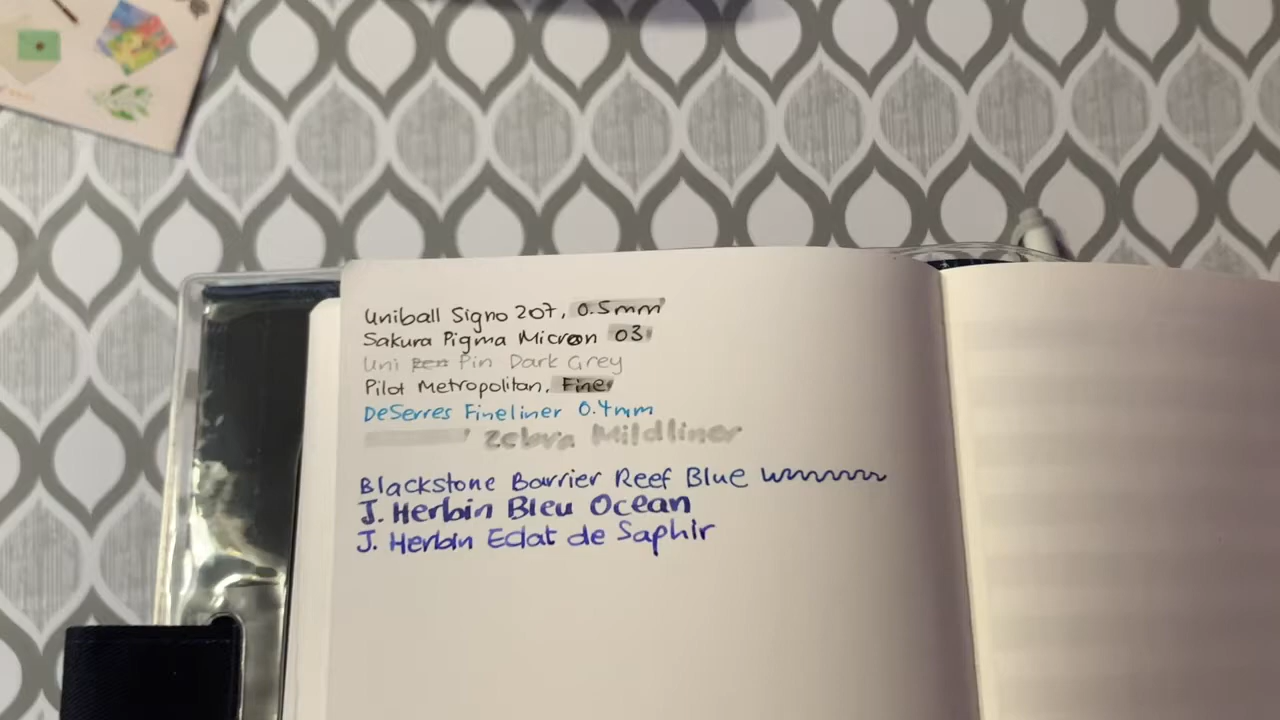 Uniball Signo 207, 0.5mm
Sakura Pigma Micron 03
Uni Pen Pin Dark Grey
Pilot Metropolitan, Fine
DeSerres Fineliner 0.4mm
Zebra Mildliner
Blackstone Barrier Reef Blue
J. Herbin Bleu Ocean
J. Herbin Eclat de Saphir